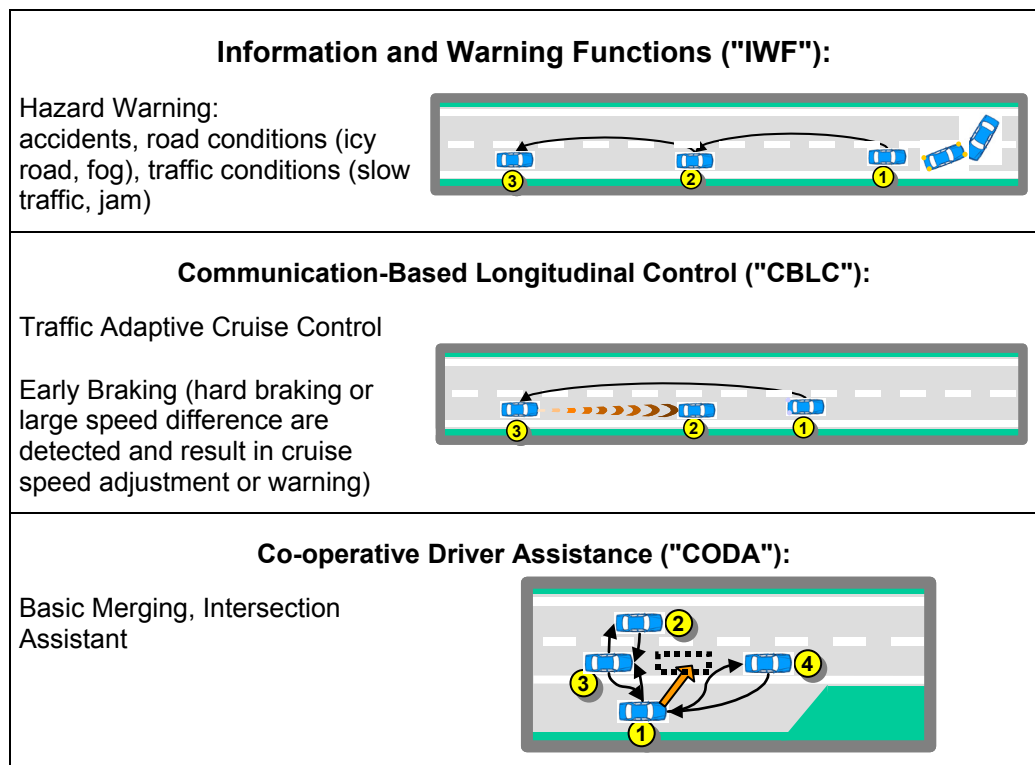 Information and Warning Functions ("IWF"):
Hazard Warning:
accidents, road conditions (icy
road, fog), traffic conditions (slow
traffic, jam)
3
2
1
Communication-Based Longitudinal Control ("CBLC"):
Traffic Adaptive Cruise Control
Early Braking (hard braking or
large speed difference are
detected and result in cruise
speed adjustment or warning)
3
2
1
Co-operative Driver Assistance ("CODA"):
Basic Merging, Intersection
Assistant
2
3
4
1